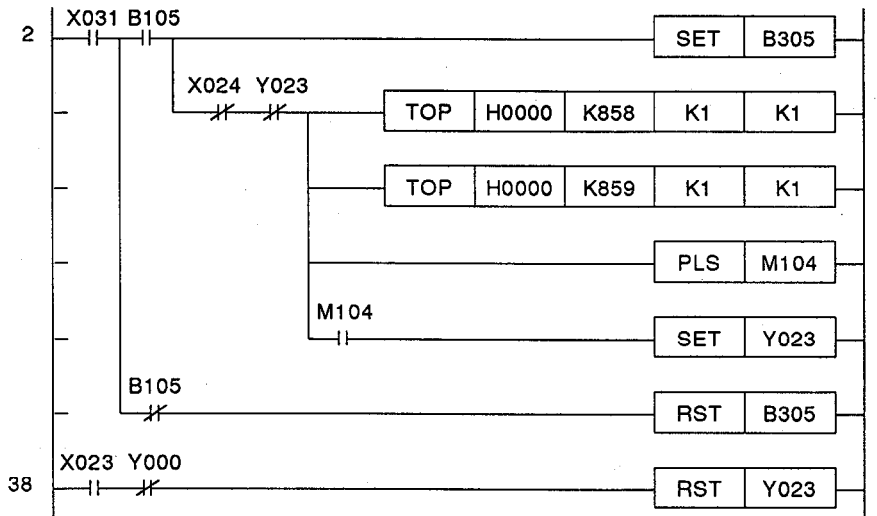 X031 B105
2 SET B305
X024 Y023
TOP H0000 K858 K1 K1
TOP H0000 K859 K1 K1
PLS M104
M104
SET Y023
B105
RST B305
X023 Y000
38 RST Y023